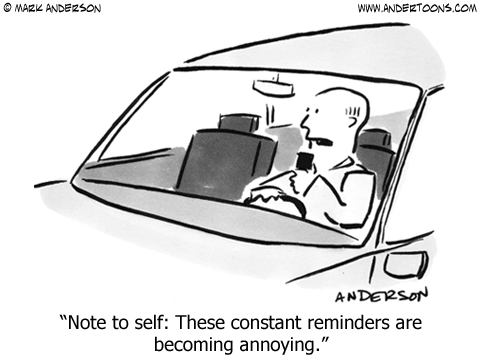 © MARK ANDERSON
WWW.ANDERTOONS.COM
ANDERSON
“Note to self: These constant reminders are
becoming annoying.”